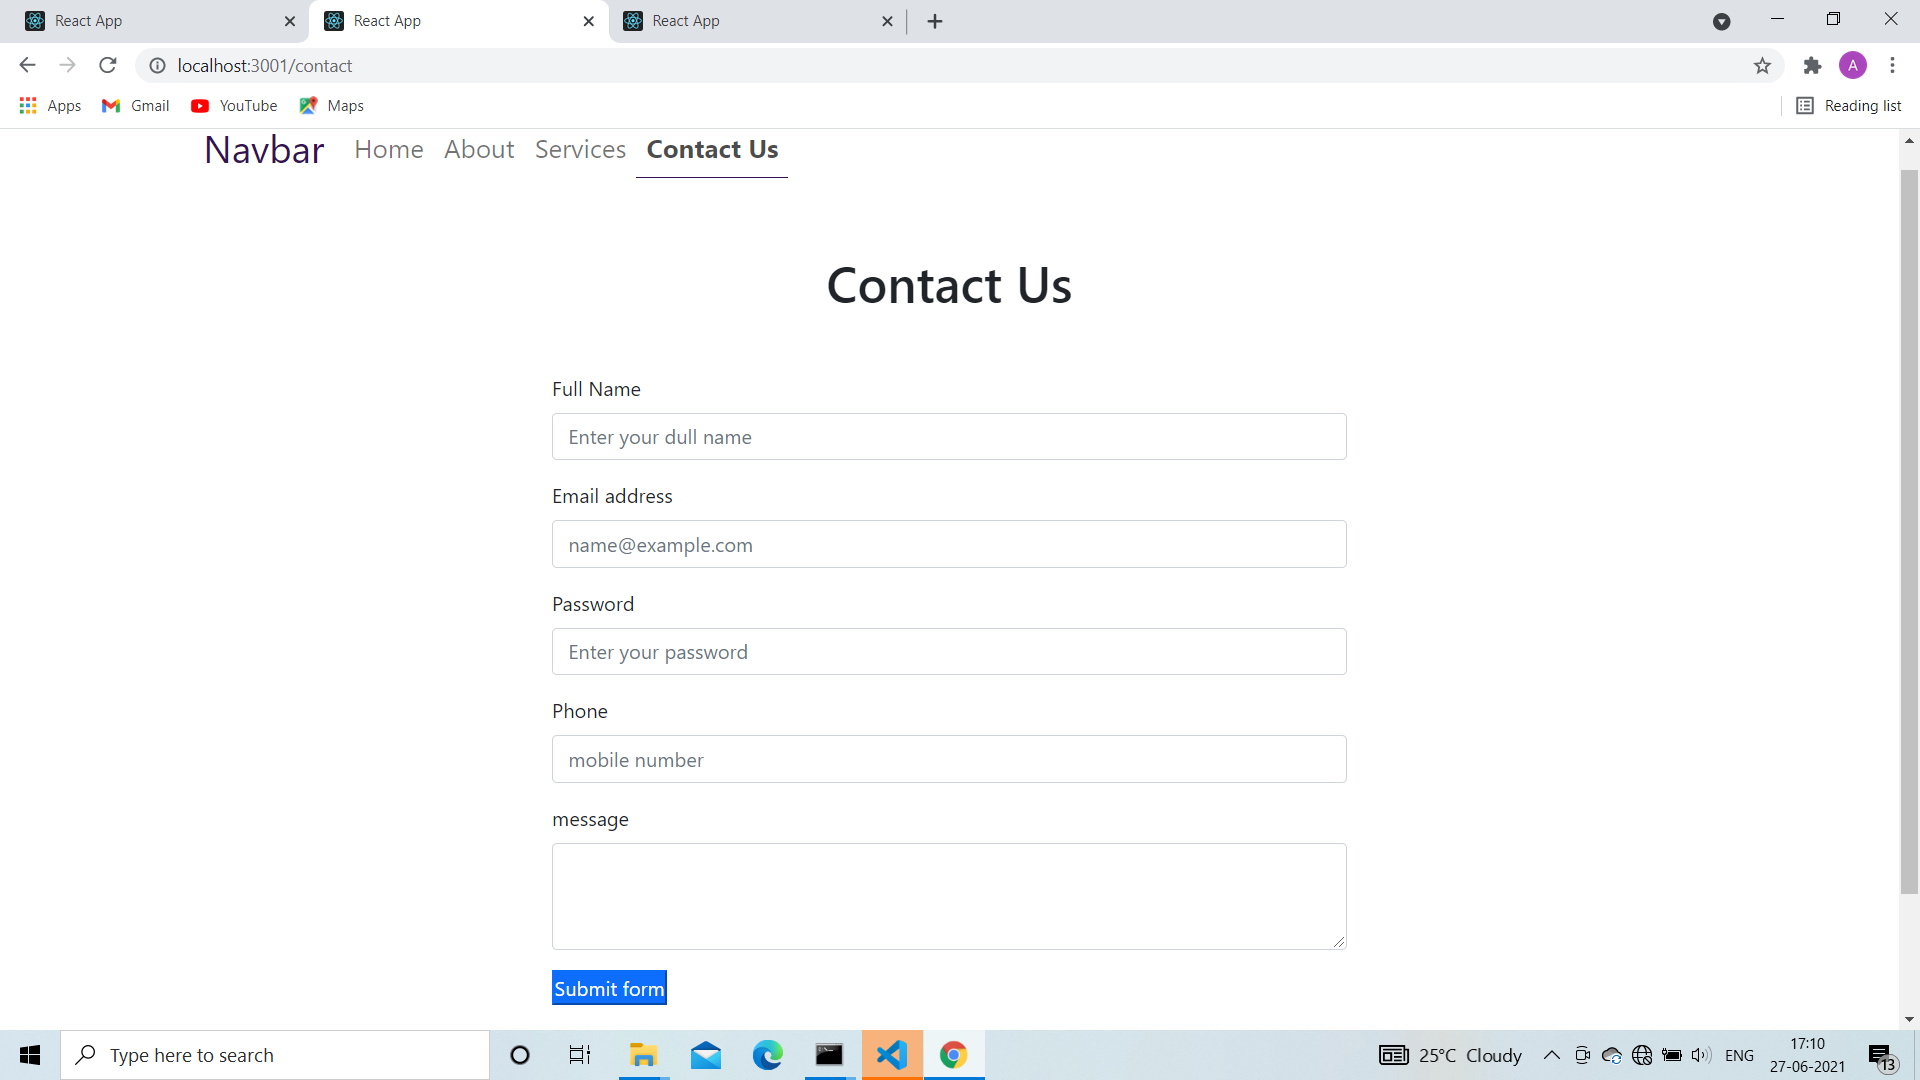 React App
React App
React App
localhost:3001/contact
A
Apps
Gmail
YouTube
Maps
Reading list
Navbar
Home
About
Services
Contact Us
Contact Us
Full Name
Enter your dull name
Email address
name@example.com
Password
Enter your password
Phone
mobile number
message
Submit form
Type here to search
25°C Cloudy
ENG
17:10
27-06-2021
13